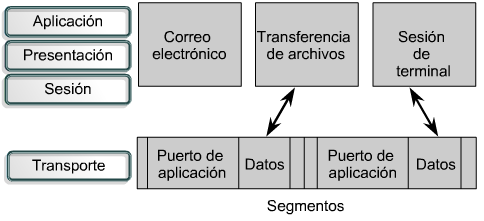 Aplicación
Presentación
Sesión
Correo
electrónico
Transferencia
de archivos
Sesión
de
terminal
Transporte
Puerto de
aplicación
Datos
Puerto de
aplicación
Datos
Segmentos